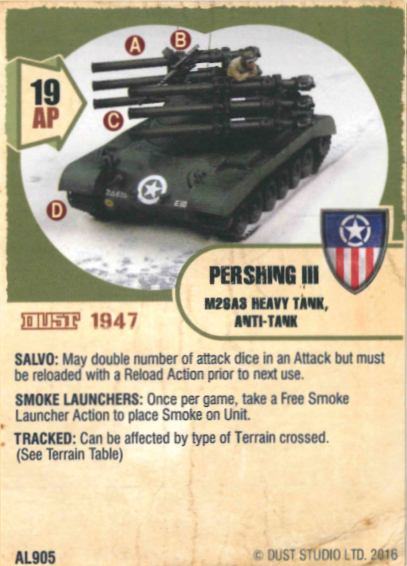 A
B
19
AP
C
D
PERSHING III
M26A3 HEAVY TANK,
ANTI-TANK
DUST 1947
SALVO: May double number of attack dice in an Attack but must
be reloaded with a Reload Action prior to next use.
SMOKE LAUNCHERS: Once per game, take a Free Smoke
Launcher Action to place Smoke on Unit.
TRACKED: Can be affected by type of Terrain crossed.
(See Terrain Table)
AL905
© DUST STUDIO LTD. 2016